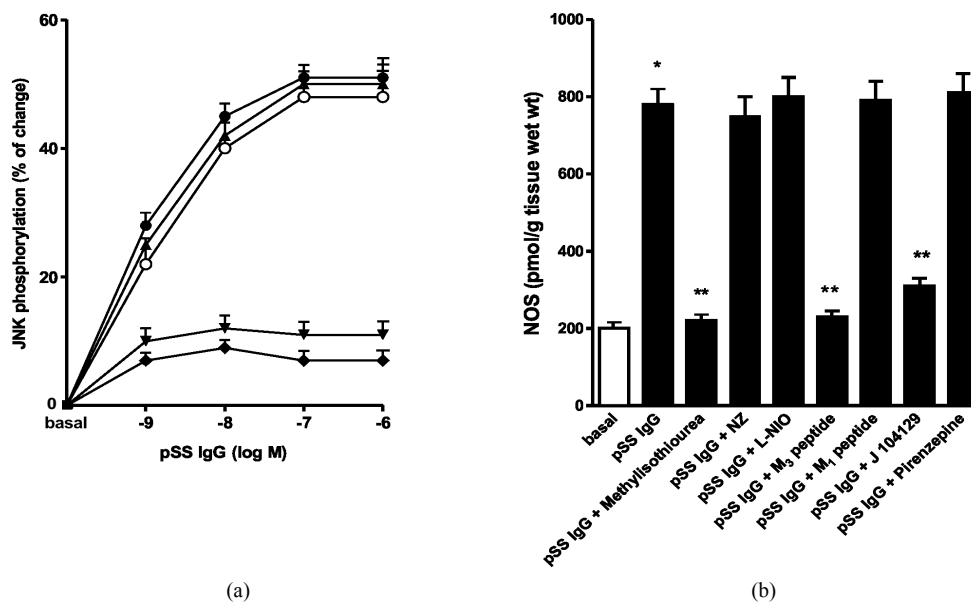 60
40
20
0
JNK phosphorylation (% of change)
basal
-9
-8
-7
-6
pSS IgG (log M)
(a)
1000
800
600
400
200
0
NOS (pmol/g tissue wet wt)
*
**
**
**
basal
pSS IgG
pSS IgG + Methylisothiourea
pSS IgG + NZ
pSS IgG + L-NIO
pSS IgG + M3 peptide
pSS IgG + M1 peptide
pSS IgG + J 104129
pSS IgG + Pirenzepine
(b)